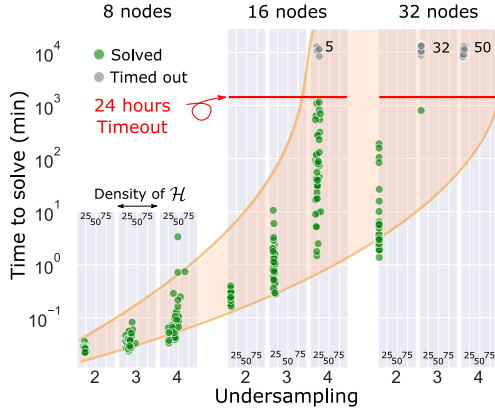 8 nodes 16 nodes 32 nodes
Time to solve (min)
10⁴
10³
10²
10¹
10⁰
10⁻¹
Solved
Timed out
24 hours
Timeout
5
32
50
Density of ℋ
25 50 75 25 50 75 25 50 75
25 50 75 25 50 75 25 50 75
25 50 75 25 50 75 25 50 75
2 3 4 2 3 4 2 3 4
Undersampling